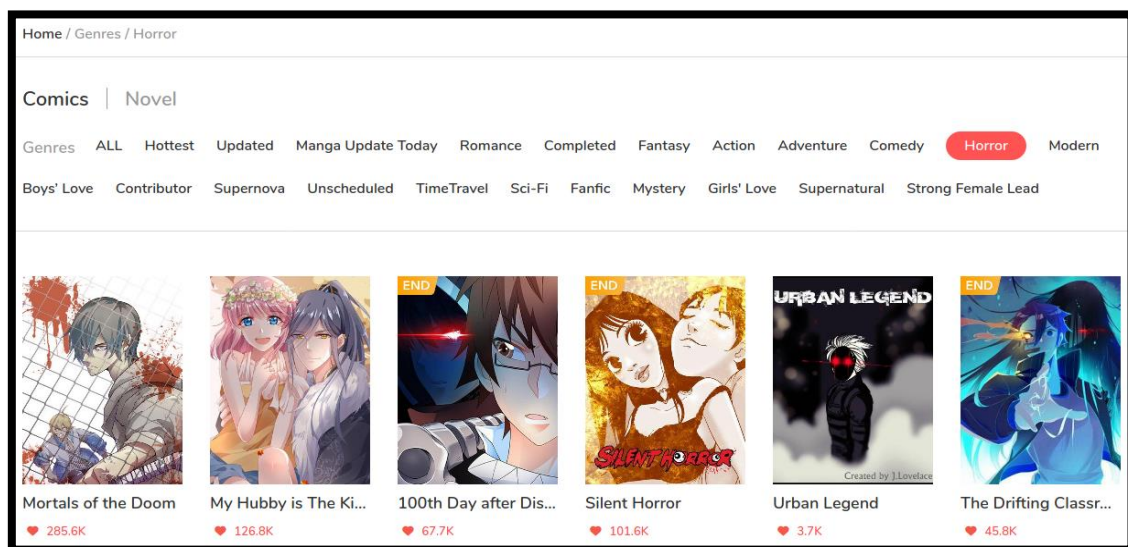 Home / Genres / Horror
Comics | Novel
Genres ALL Hottest Updated Manga Update Today Romance Completed Fantasy Action Adventure Comedy Horror Modern
Boys' Love Contributor Supernova Unscheduled TimeTravel Sci-Fi Fanfic Mystery Girls' Love Supernatural Strong Female Lead
END END URBAN LEGEND END
SILENT HORROR
Created by J.Lovelace
Mortals of the Doom My Hubby is The Ki... 100th Day after Dis... Silent Horror Urban Legend The Drifting Classr...
285.6K 126.8K 67.7K 101.6K 3.7K 45.8K